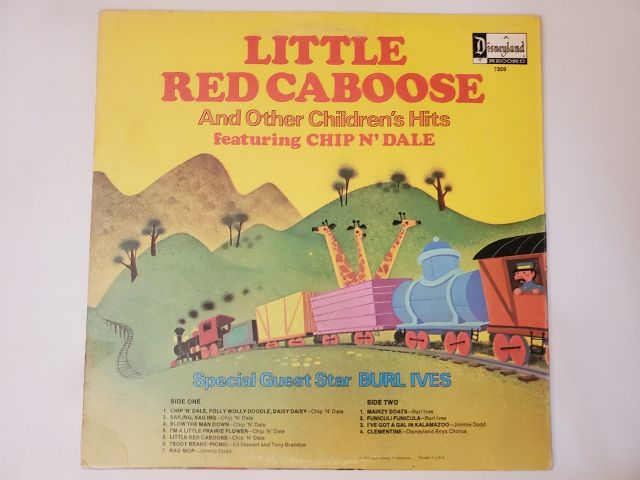 LITTLE
RED CABOOSE
And Other Children's Hits
featuring CHIP N' DALE
Disneyland
RECORD
1359
Special Guest Star BURL IVES
SIDE ONE
1. CHIP 'N' DALE, POLLY WOLLY DOODLE, DAISY DAISY—Chip 'N' Dale
2. SAILING, SAILING—Chip 'N' Dale
3. BLOW THE MAN DOWN—Chip 'N' Dale
4. I'M A LITTLE PRAIRIE FLOWER—Chip 'N' Dale
5. LITTLE RED CABOOSE—Chip 'N' Dale
6. TEDDY BEARS' PICNIC—Ed Stewart and Tony Brandon
7. RAG MOP—Jimmie Dodd
SIDE TWO
1. MAIRZY DOATS—Burl Ives
2. FUNICULI FUNICULA—Burl Ives
3. I'VE GOT A GAL IN KALAMAZOO—Jimmie Dodd
4. CLEMENTINE—Disneyland Boys Chorus
Printed in U.S.A.